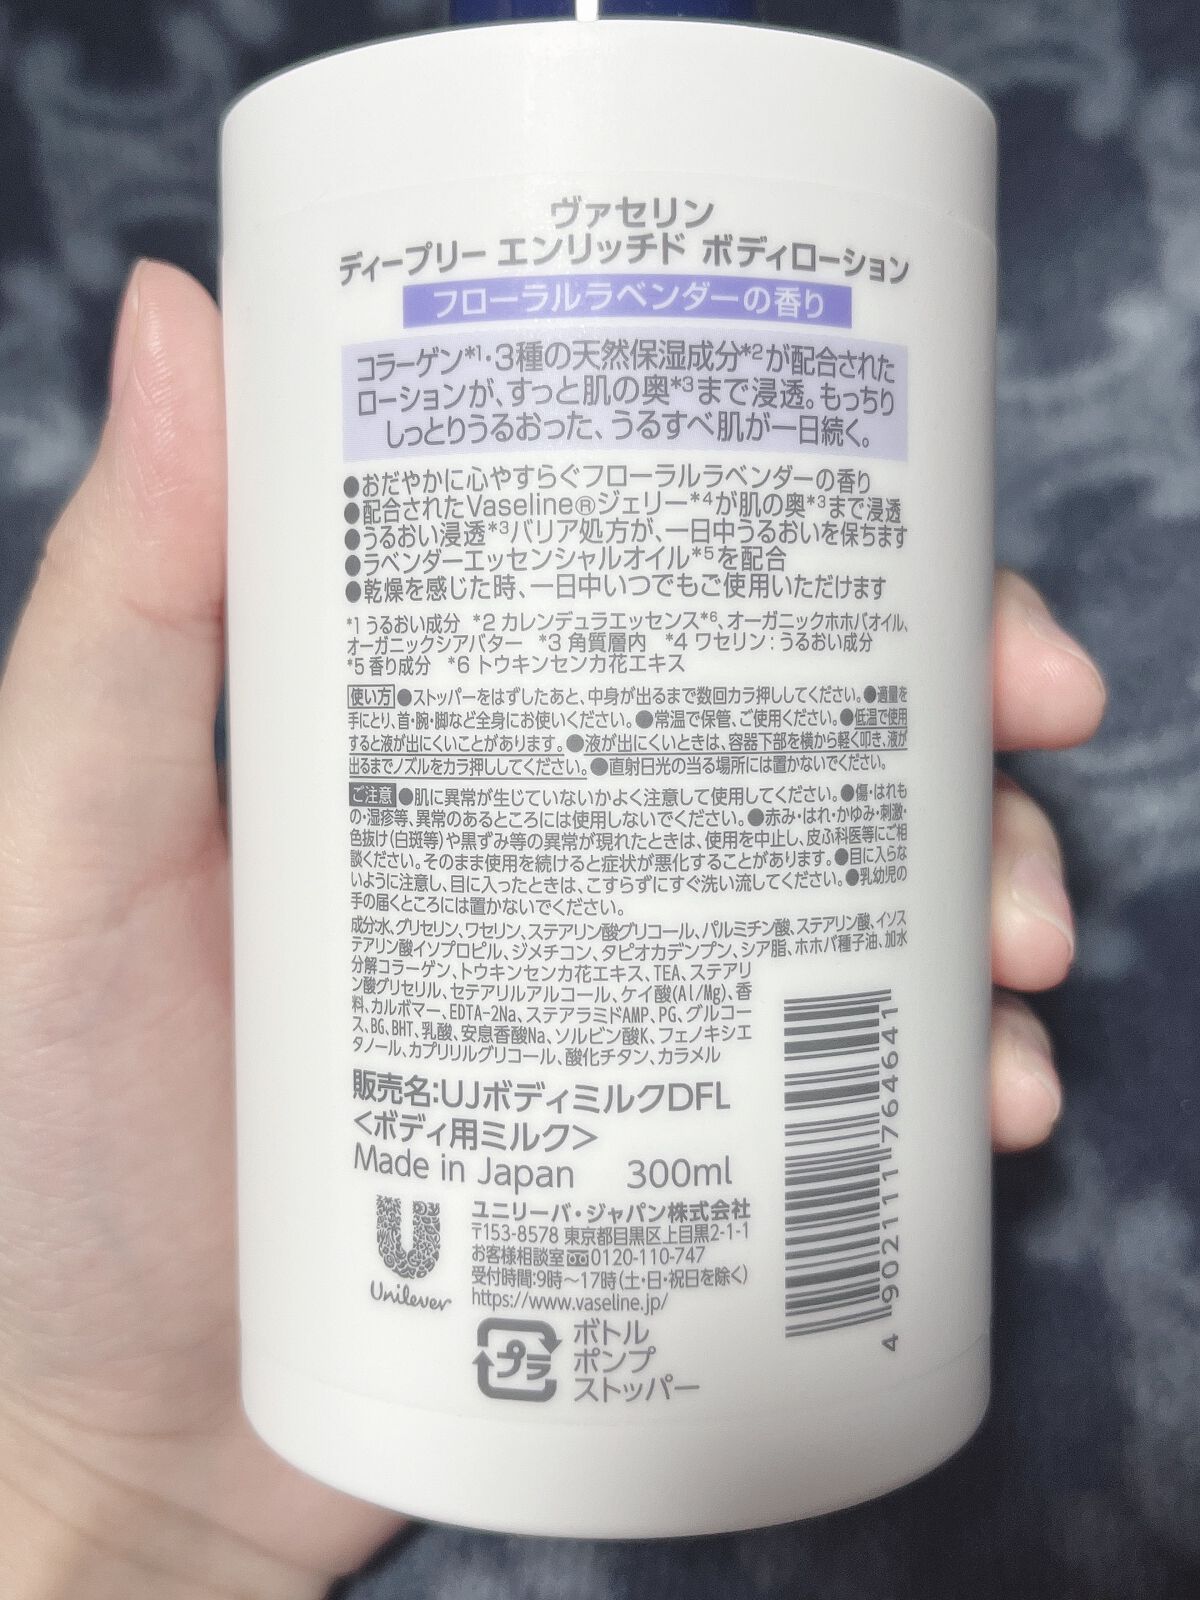 ヴァセリン
ディープリー エンリッチド ボディローション
フローラルラベンダーの香り
コラーゲン*1・3種の天然保湿成分*2が配合された
ローションが、すっと肌の奥*3まで浸透。もっちり
しっとりうるおった、うるすべ肌が一日続く。
●おだやかに心やすらぐフローラルラベンダーの香り
●配合されたVaseline®ジェリー*4が肌の奥*3まで浸透
●うるおい浸透*3バリア処方が、一日中うるおいを保ちます
●ラベンダーエッセンシャルオイル*5を配合
●乾燥を感じた時、一日中いつでもご使用いただけます
*1 うるおい成分 *2 カレンデュラエッセンス*6、オーガニックホホバオイル、
オーガニックシアバター *3 角質層内 *4 ワセリン：うるおい成分
*5 香り成分 *6 トウキンセンカ花エキス
使い方 ●ストッパーをはずしたあと、中身が出るまで数回カラ押ししてください。●適量を
手にとり、首・腕・脚など全身にお使いください。●常温で保管、ご使用ください。●低温で使用
すると液が出にくいことがあります。●液が出にくいときは、容器下部を横から軽く叩き、液が
出るまでノズルをカラ押ししてください。●直射日光の当る場所には置かないでください。
ご注意 ●肌に異常が生じていないかよく注意して使用してください。●傷・はれも
の・湿疹等、異常のあるところには使用しないでください。●赤み・はれ・かゆみ・刺激・
色抜け(白斑等)や黒ずみ等の異常が現れたときは、使用を中止し、皮ふ科医等にご相
談ください。そのまま使用を続けると症状が悪化することがあります。●目に入らな
いように注意し、目に入ったときは、こすらずにすぐ洗い流してください。●乳幼児の
手の届くところには置かないでください。
成分水、グリセリン、ワセリン、ステアリン酸グリコール、パルミチン酸、ステアリン酸、イソス
テアリン酸イソプロピル、ジメチコン、タピオカデンプン、シア脂、ホホバ種子油、加水
分解コラーゲン、トウキンセンカ花エキス、TEA、ステアリ
ン酸グリセリル、セテアリルアルコール、ケイ酸(Al/Mg)、香
料、カルボマー、EDTA-2Na、ステアラミドAMP、PG、グルコー
ス、BG、BHT、乳酸、安息香酸Na、ソルビン酸K、フェノキシエ
タノール、カプリリルグリコール、酸化チタン、カラメル
販売名:UJボディミルクDFL
<ボディ用ミルク>
Made in Japan 300ml
ユニリーバ・ジャパン株式会社
〒153-8578 東京都目黒区上目黒2-1-1
お客様相談室 0120-110-747
受付時間:9時～17時(土・日・祝日を除く)
https://www.vaseline.jp/
Unilever
プラ
ボトル
ポンプ
ストッパー
4902111764641